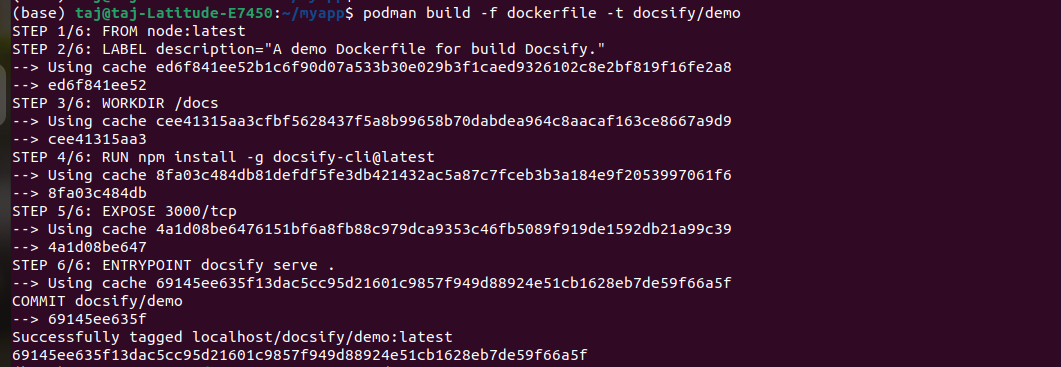 (base) taj@taj-Latitude-E7450:~/myapp$ podman build -f dockerfile -t docsify/demo
STEP 1/6: FROM node:latest
STEP 2/6: LABEL description="A demo Dockerfile for build Docsify."
--> Using cache ed6f841ee52b1c6f90d07a533b30e029b3f1caed9326102c8e2bf819f16fe2a8
--> ed6f841ee52
STEP 3/6: WORKDIR /docs
--> Using cache cee41315aa3cfbf5628437f5a8b99658b70dabdea964c8aacaf163ce8667a9d9
--> cee41315aa3
STEP 4/6: RUN npm install -g docsify-cli@latest
--> Using cache 8fa03c484db81defdf5fe3db421432ac5a87c7fceb3b3a184e9f2053997061f6
--> 8fa03c484db
STEP 5/6: EXPOSE 3000/tcp
--> Using cache 4a1d08be6476151bf6a8fb88c979dca9353c46fb5089f919de1592db21a99c39
--> 4a1d08be647
STEP 6/6: ENTRYPOINT docsify serve .
--> Using cache 69145ee635f13dac5cc95d21601c9857f949d88924e51cb1628eb7de59f66a5f
COMMIT docsify/demo
--> 69145ee635f
Successfully tagged localhost/docsify/demo:latest
69145ee635f13dac5cc95d21601c9857f949d88924e51cb1628eb7de59f66a5f